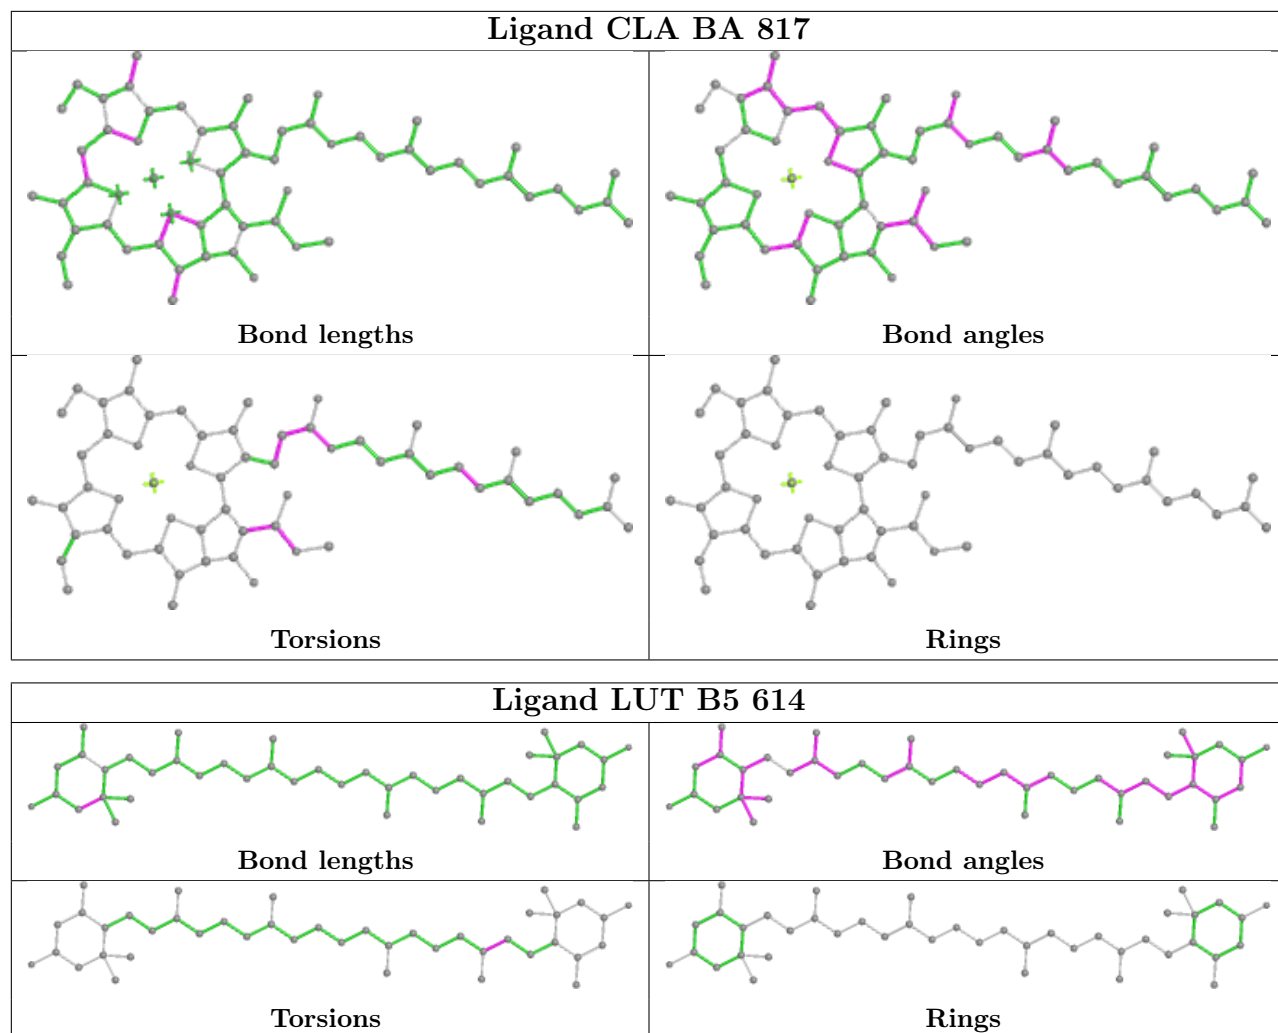 Ligand CLA BA 817
Bond lengths
Bond angles
Torsions
Rings
Ligand LUT B5 614
Bond lengths
Bond angles
Torsions
Rings